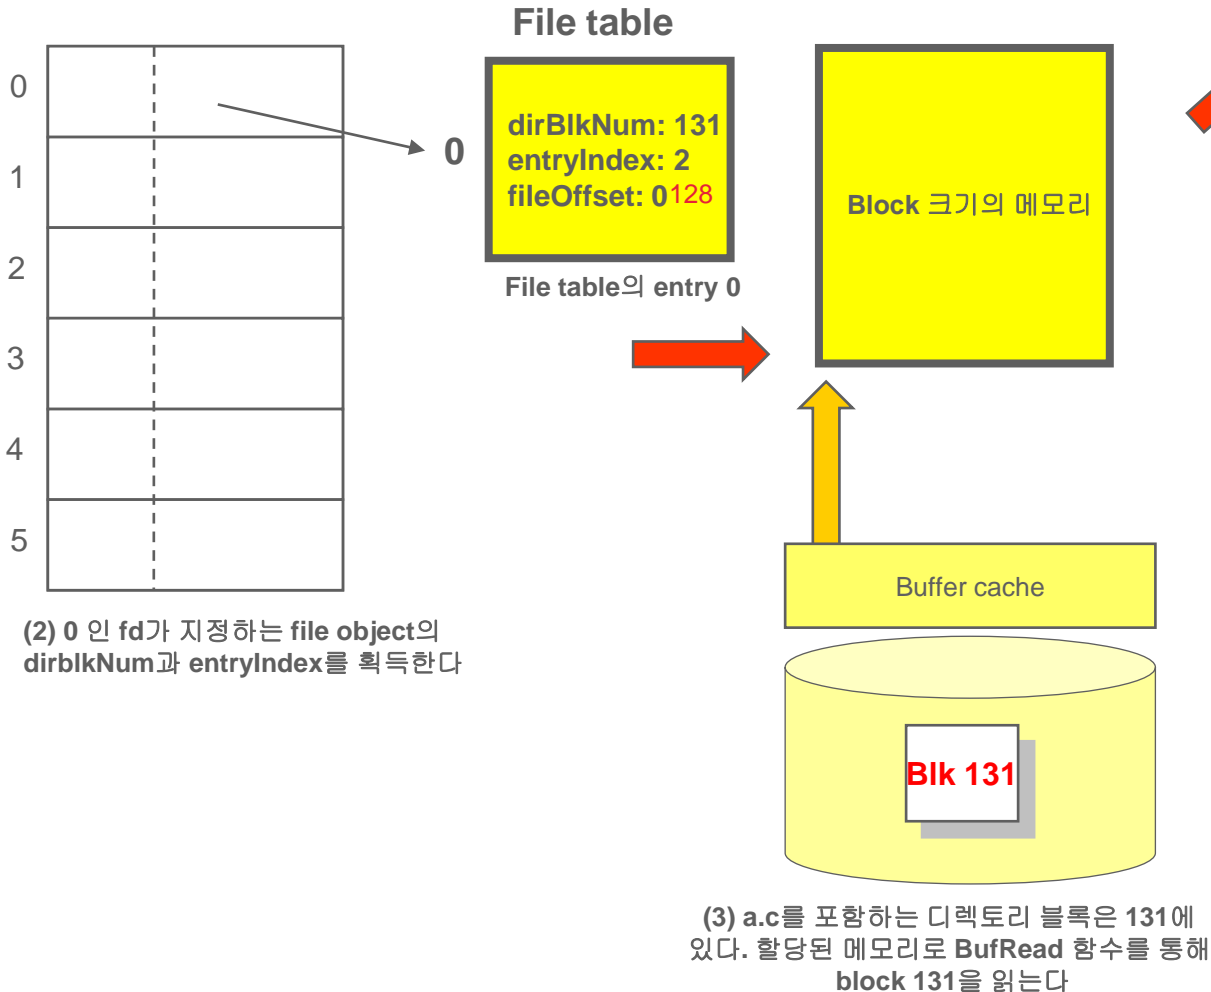 File table
0
1
2
3
4
5
0
dirBlkNum: 131
entryIndex: 2
fileOffset: 0128
File table의 entry 0
Block 크기의 메모리
Buffer cache
(2) 0 인 fd가 지정하는 file object의
dirblkNum과 entryIndex를 획득한다
Blk 131
(3) a.c를 포함하는 디렉토리 블록은 131에
있다. 할당된 메모리로 BufRead 함수를 통해
block 131을 읽는다